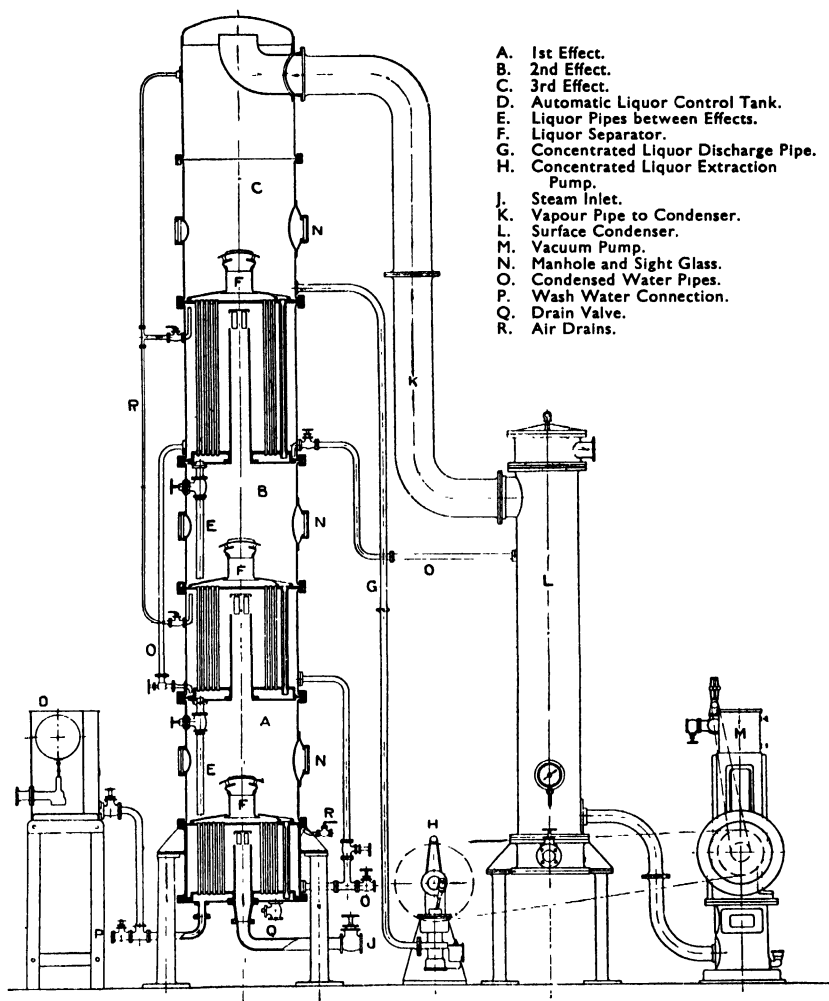 A. 1st Effect.
B. 2nd Effect.
C. 3rd Effect.
D. Automatic Liquor Control Tank.
E. Liquor Pipes between Effects.
F. Liquor Separator.
G. Concentrated Liquor Discharge Pipe.
H. Concentrated Liquor Extraction
Pump.
J. Steam Inlet.
K. Vapour Pipe to Condenser.
L. Surface Condenser.
M. Vacuum Pump.
N. Manhole and Sight Glass.
O. Condensed Water Pipes.
P. Wash Water Connection.
Q. Drain Valve.
R. Air Drains.
C
N
F
K
R
B
E
N
O
F
G
L
O
D
A
M
E
N
F
R
H
O
P
Q
J